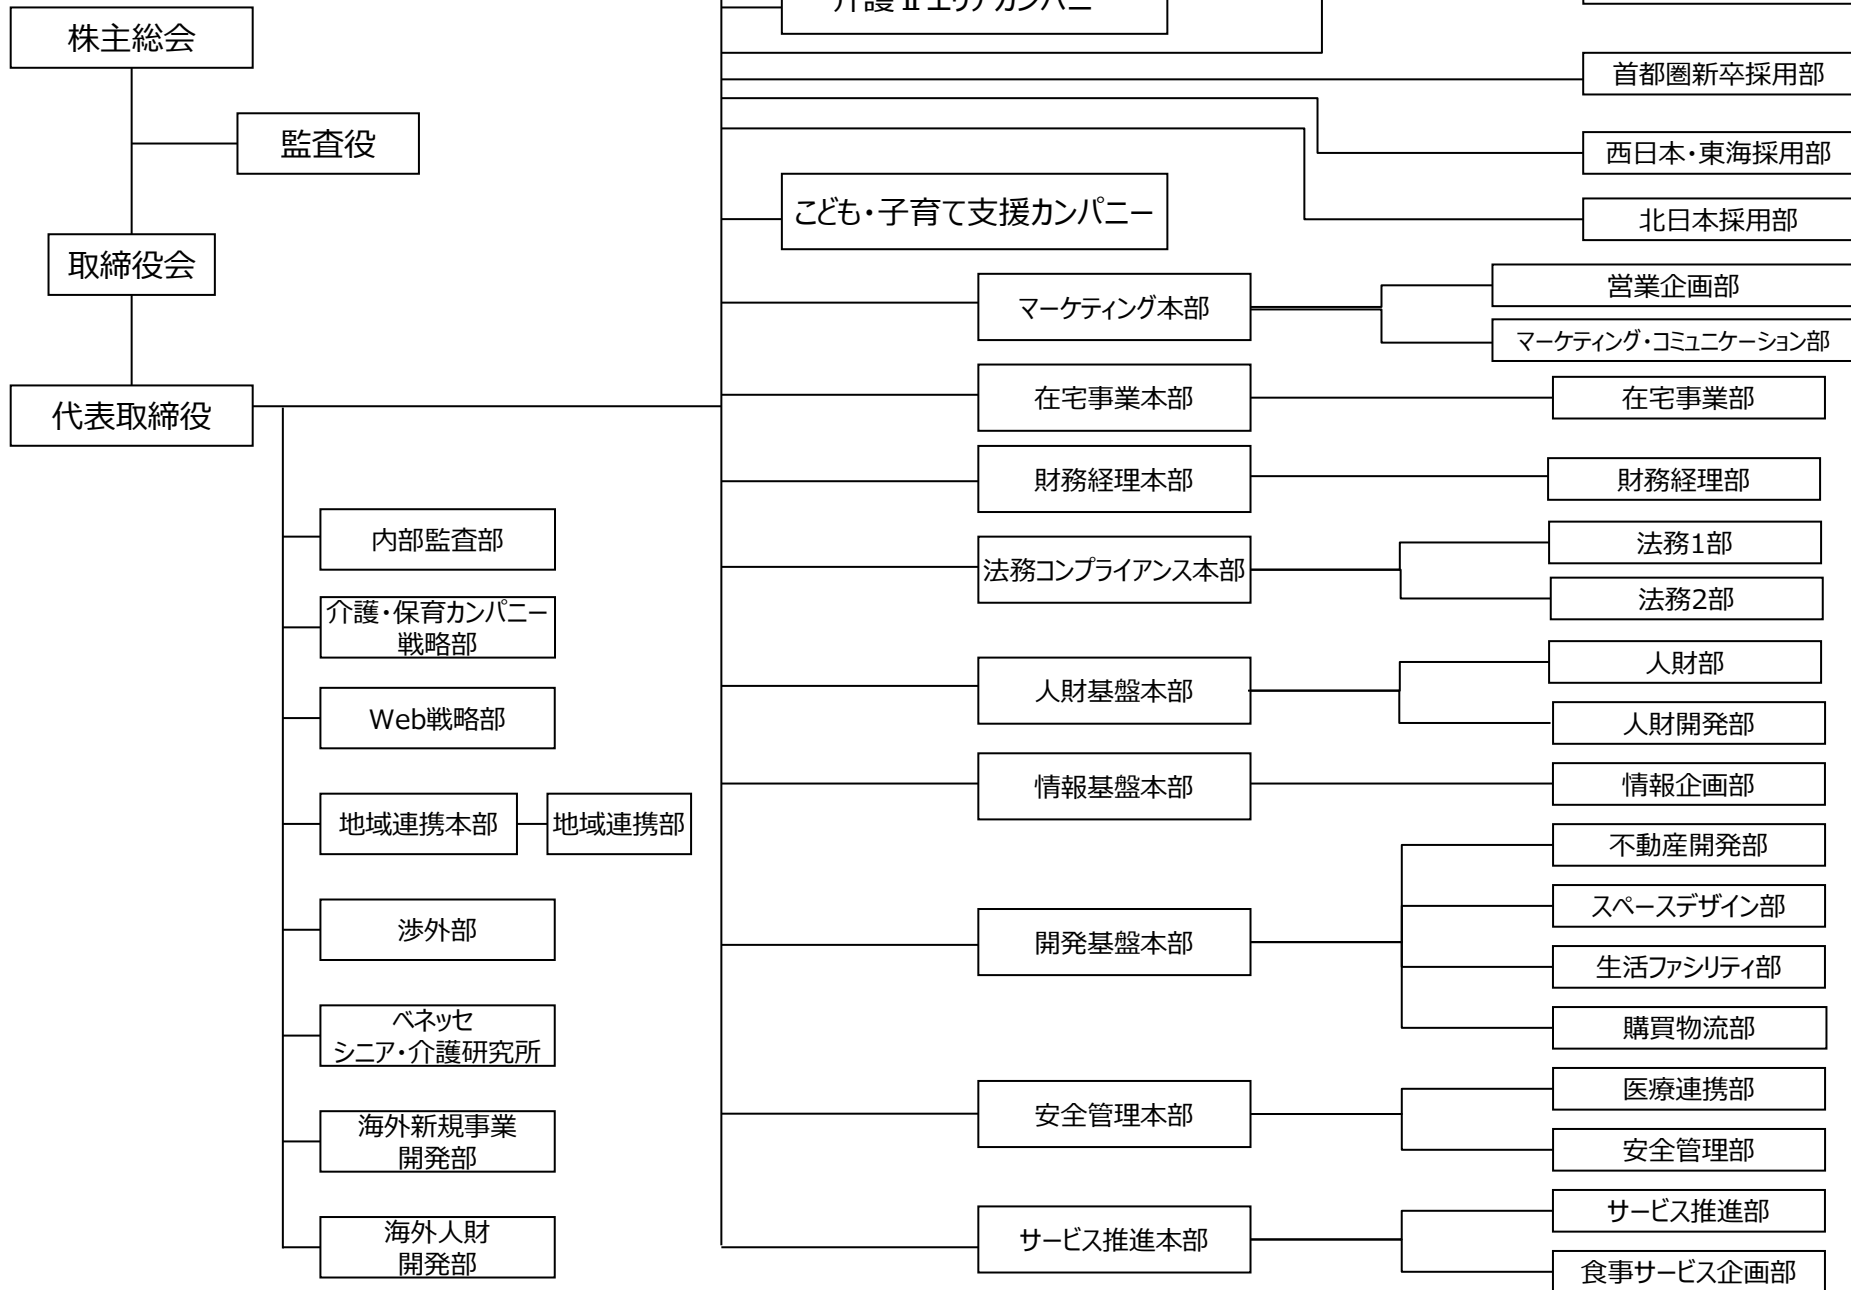 介護Ⅱエリアカンパニー
株主総会
監査役
取締役会
代表取締役
内部監査部
介護・保育カンパニー
戦略部
Web戦略部
地域連携本部
地域連携部
渉外部
ベネッセ
シニア・介護研究所
海外新規事業
開発部
海外人財
開発部
首都圏新卒採用部
西日本・東海採用部
北日本採用部
こども・子育て支援カンパニー
マーケティング本部
営業企画部
マーケティング・コミュニケーション部
在宅事業本部
在宅事業部
財務経理本部
財務経理部
法務コンプライアンス本部
法務1部
法務2部
人財基盤本部
人財部
人財開発部
情報基盤本部
情報企画部
開発基盤本部
不動産開発部
スペースデザイン部
生活ファシリティ部
購買物流部
安全管理本部
医療連携部
安全管理部
サービス推進本部
サービス推進部
食事サービス企画部